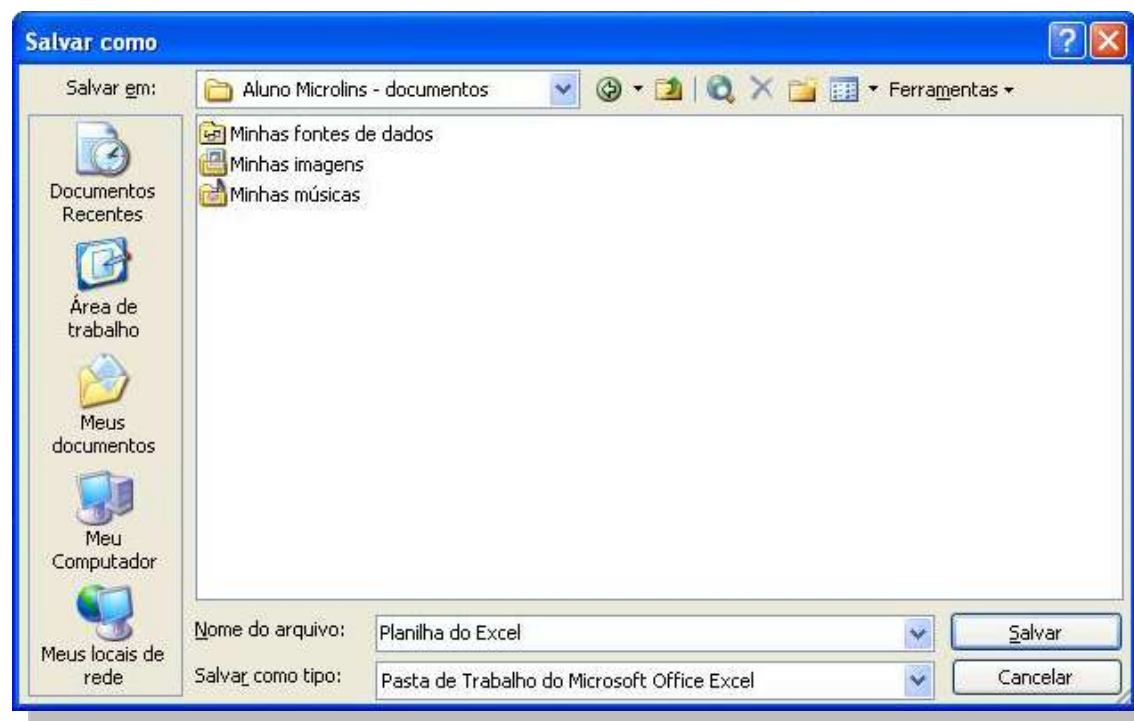 Salvar como
Salvar em:
Aluno Microlins - documentos
Ferramentas
Minhas fontes de dados
Minhas imagens
Minhas músicas
Documentos
Recentes
Área de
trabalho
Meus
documentos
Meu
Computador
Meus locais de
rede
Nome do arquivo:
Planilha do Excel
Salvar
Salvar como tipo:
Pasta de Trabalho do Microsoft Office Excel
Cancelar